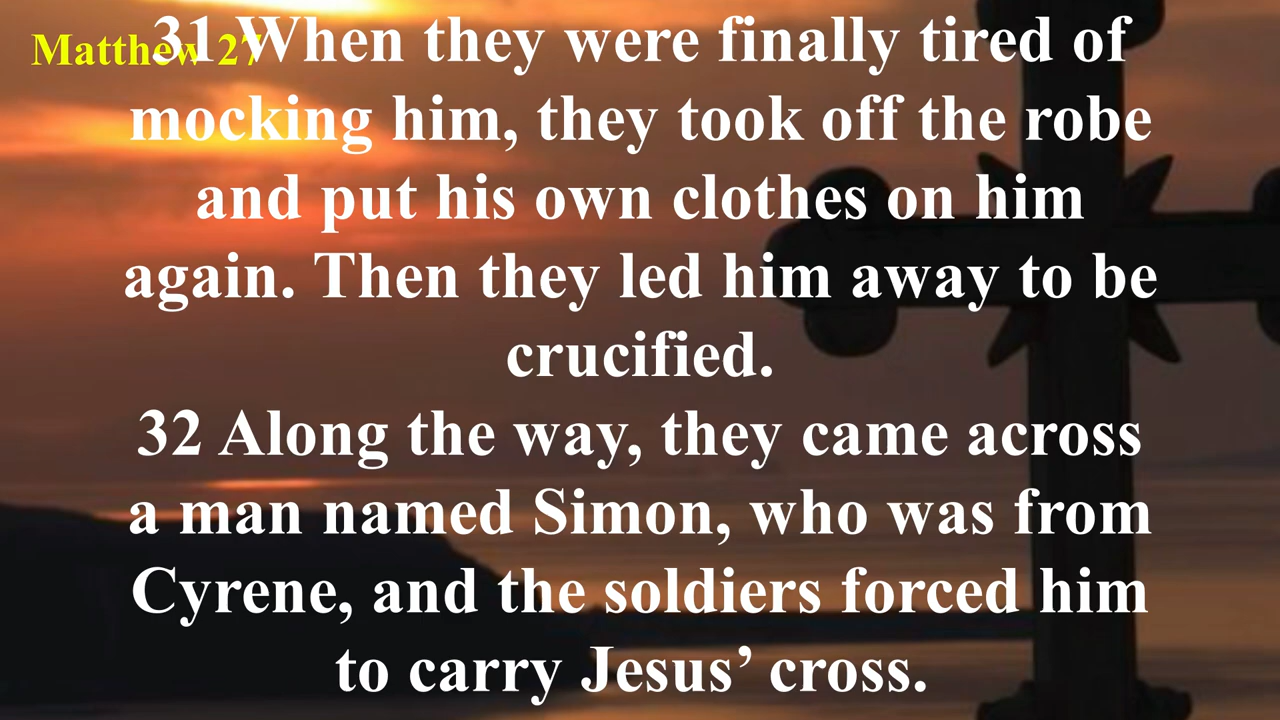 Matthew 27
31 When they were finally tired of
mocking him, they took off the robe
and put his own clothes on him
again. Then they led him away to be
crucified.
32 Along the way, they came across
a man named Simon, who was from
Cyrene, and the soldiers forced him
to carry Jesus’ cross.